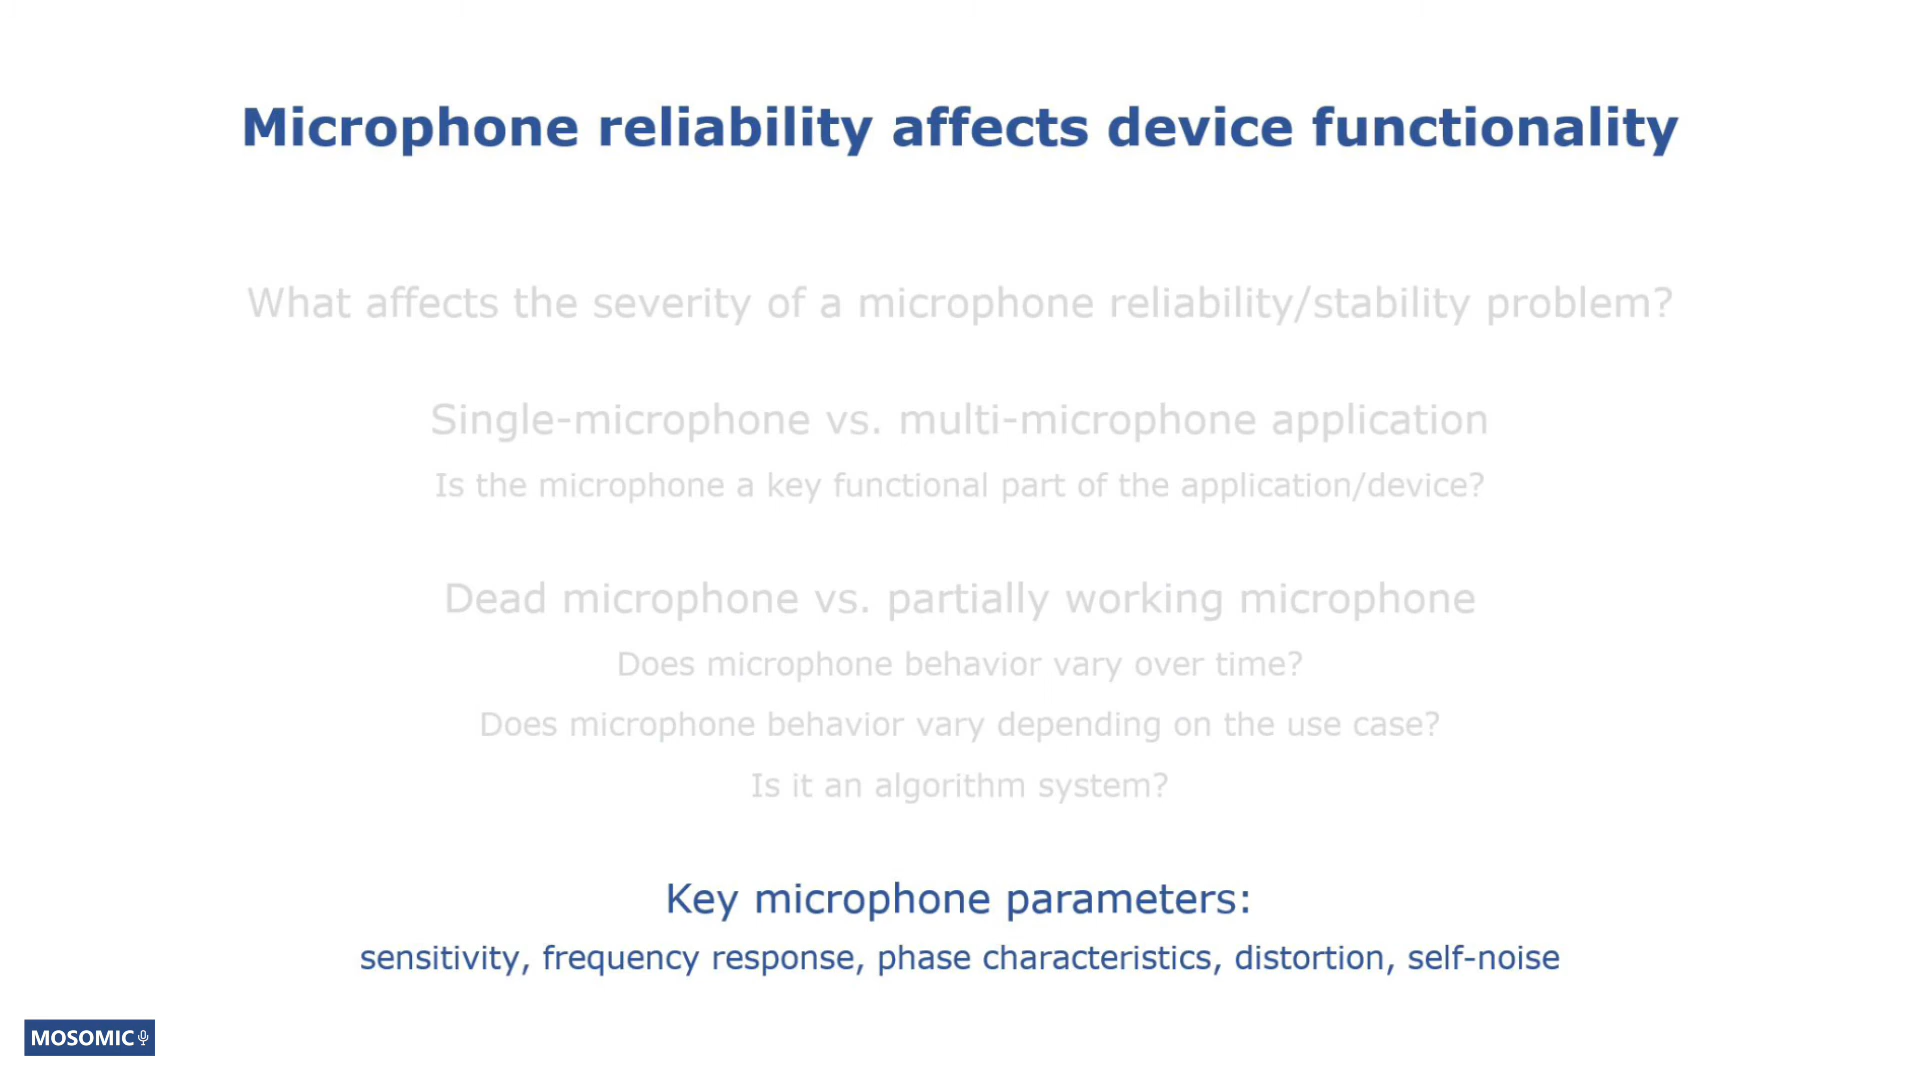 Microphone reliability affects device functionality
What affects the severity of a microphone reliability/stability problem?
Single-microphone vs. multi-microphone application
Is the microphone a key functional part of the application/device?
Dead microphone vs. partially working microphone
Does microphone behavior vary over time?
Does microphone behavior vary depending on the use case?
Is it an algorithm system?
Key microphone parameters:
sensitivity, frequency response, phase characteristics, distortion, self-noise
MOSOMIC